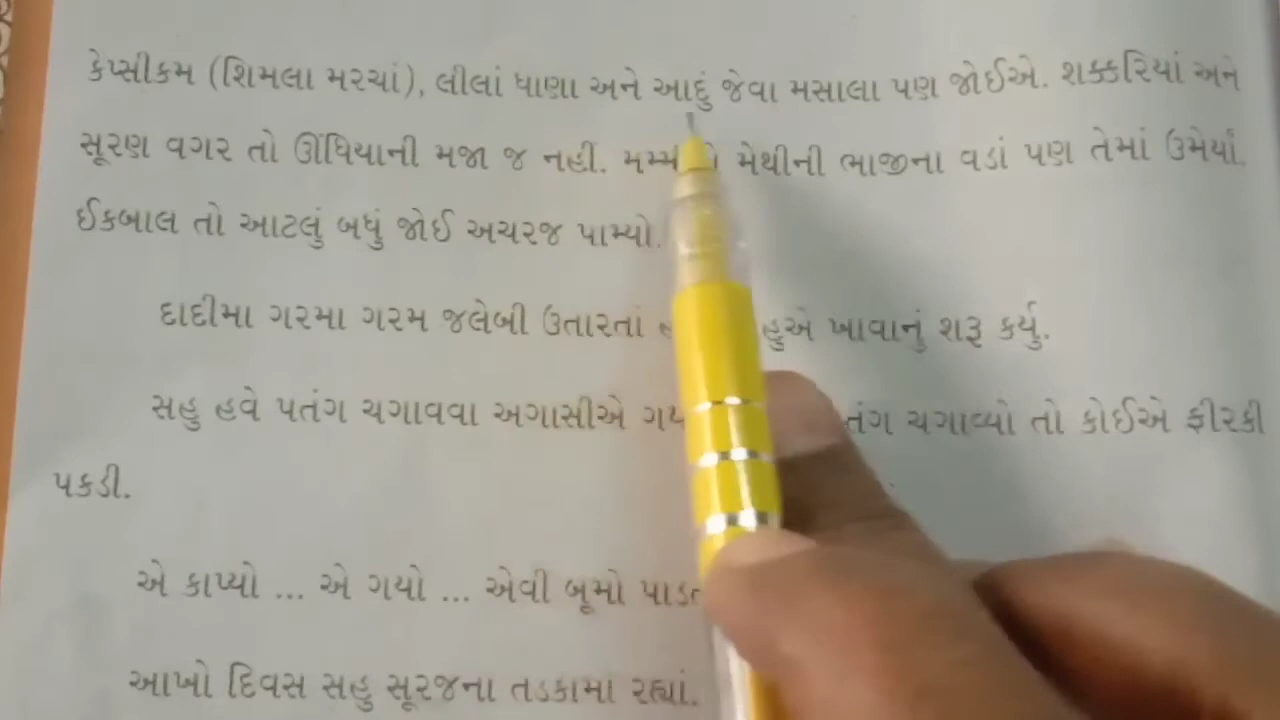 કેપ્સીકમ (શિમલા મરચાં), લીલાં ધાણા અને આદું જેવા મસાલા પણ જોઈએ. શક્કરિયાં અને
સૂરણ વગર તો ઊંધિયાની મજા જ નહીં. મેથીની ભાજીના વડાં પણ તેમાં ઉમેર્યાં.
ઈકબાલ તો આટલું બધું જોઈ અચરજ પામ્યો.
દાદીમા ગરમા ગરમ જલેબી ઉતારતાં ખાવાનું શરૂ કર્યુ.
સહુ હવે પતંગ ચગાવવા અગાસીએ ચગાવ્યો તો કોઈએ ફીરકી
પકડી.
એ કાપ્યો ... એ ગયો ... એવી બૂમો
આખો દિવસ સહુ સૂરજના તડકામા રહ્યાં.